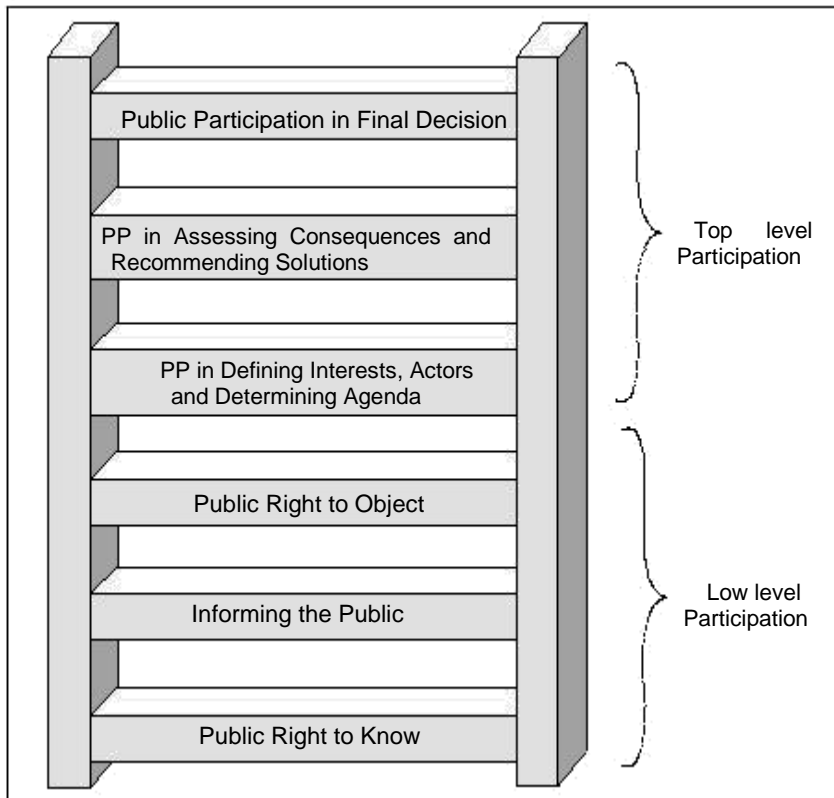 Public Participation in Final Decision
PP in Assessing Consequences and
Recommending Solutions
Top level
Participation
PP in Defining Interests, Actors
and Determining Agenda
Public Right to Object
Informing the Public
Low level
Participation
Public Right to Know